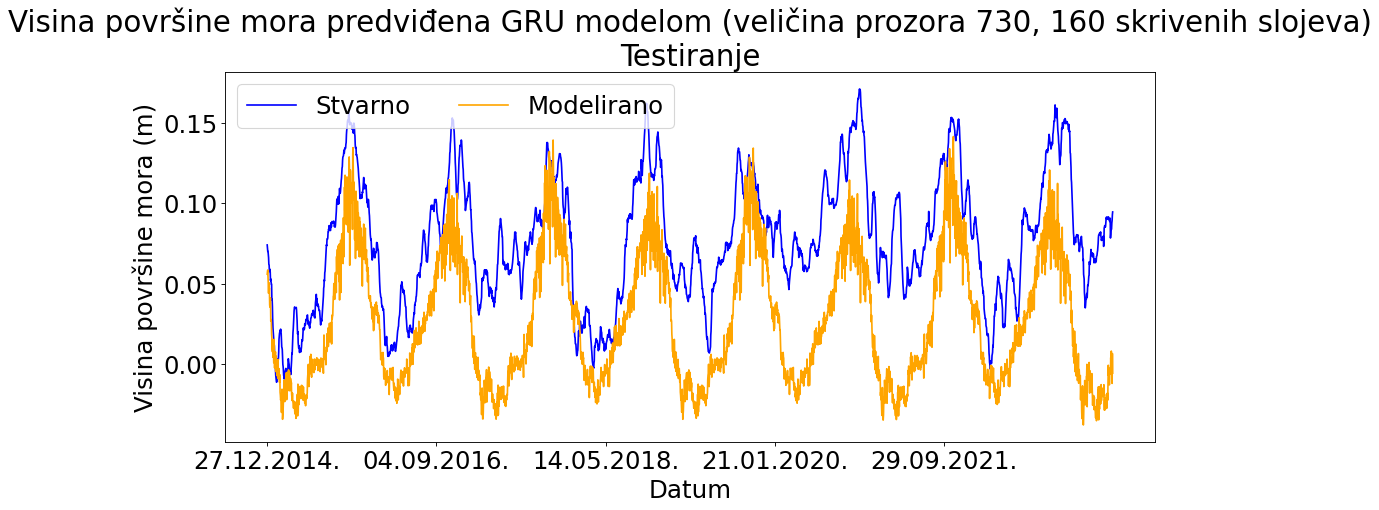 Visina površine mora predviđena GRU modelom (veličina prozora 730, 160 skrivenih slojeva)
Testiranje
Stvarno
Modelirano
Visina površine mora (m)
0.15
0.10
0.05
0.00
27.12.2014.
04.09.2016.
14.05.2018.
21.01.2020.
29.09.2021.
Datum